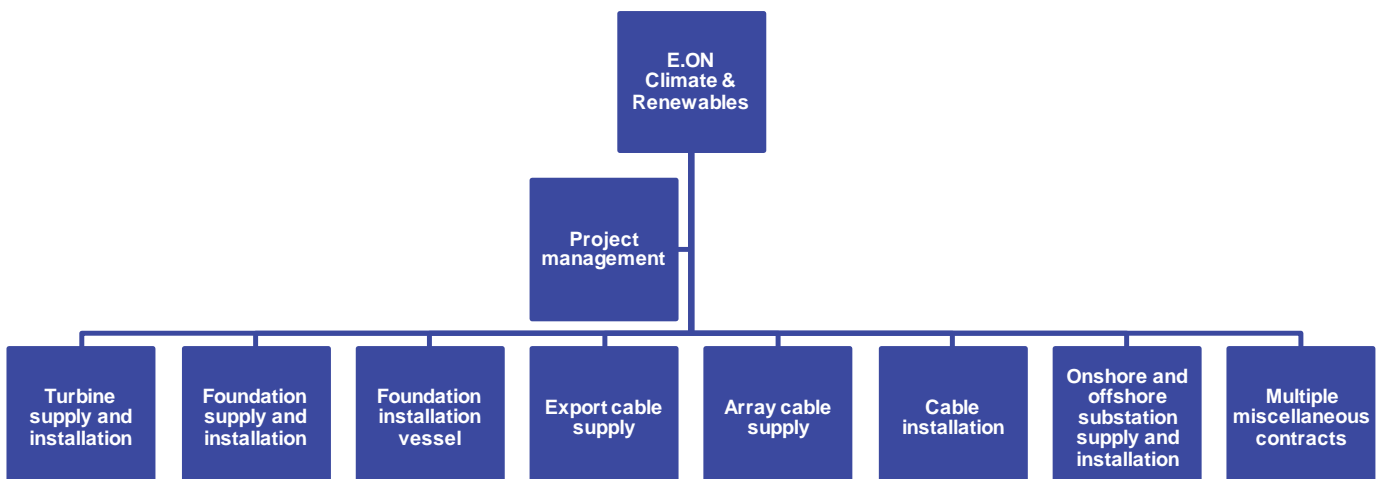 E.ON
Climate &
Renewables
Project
management
Turbine
supply and
installation
Foundation
supply and
installation
Foundation
installation
vessel
Export cable
supply
Array cable
supply
Cable
installation
Onshore and
offshore
substation
supply and
installation
Multiple
miscellaneous
contracts